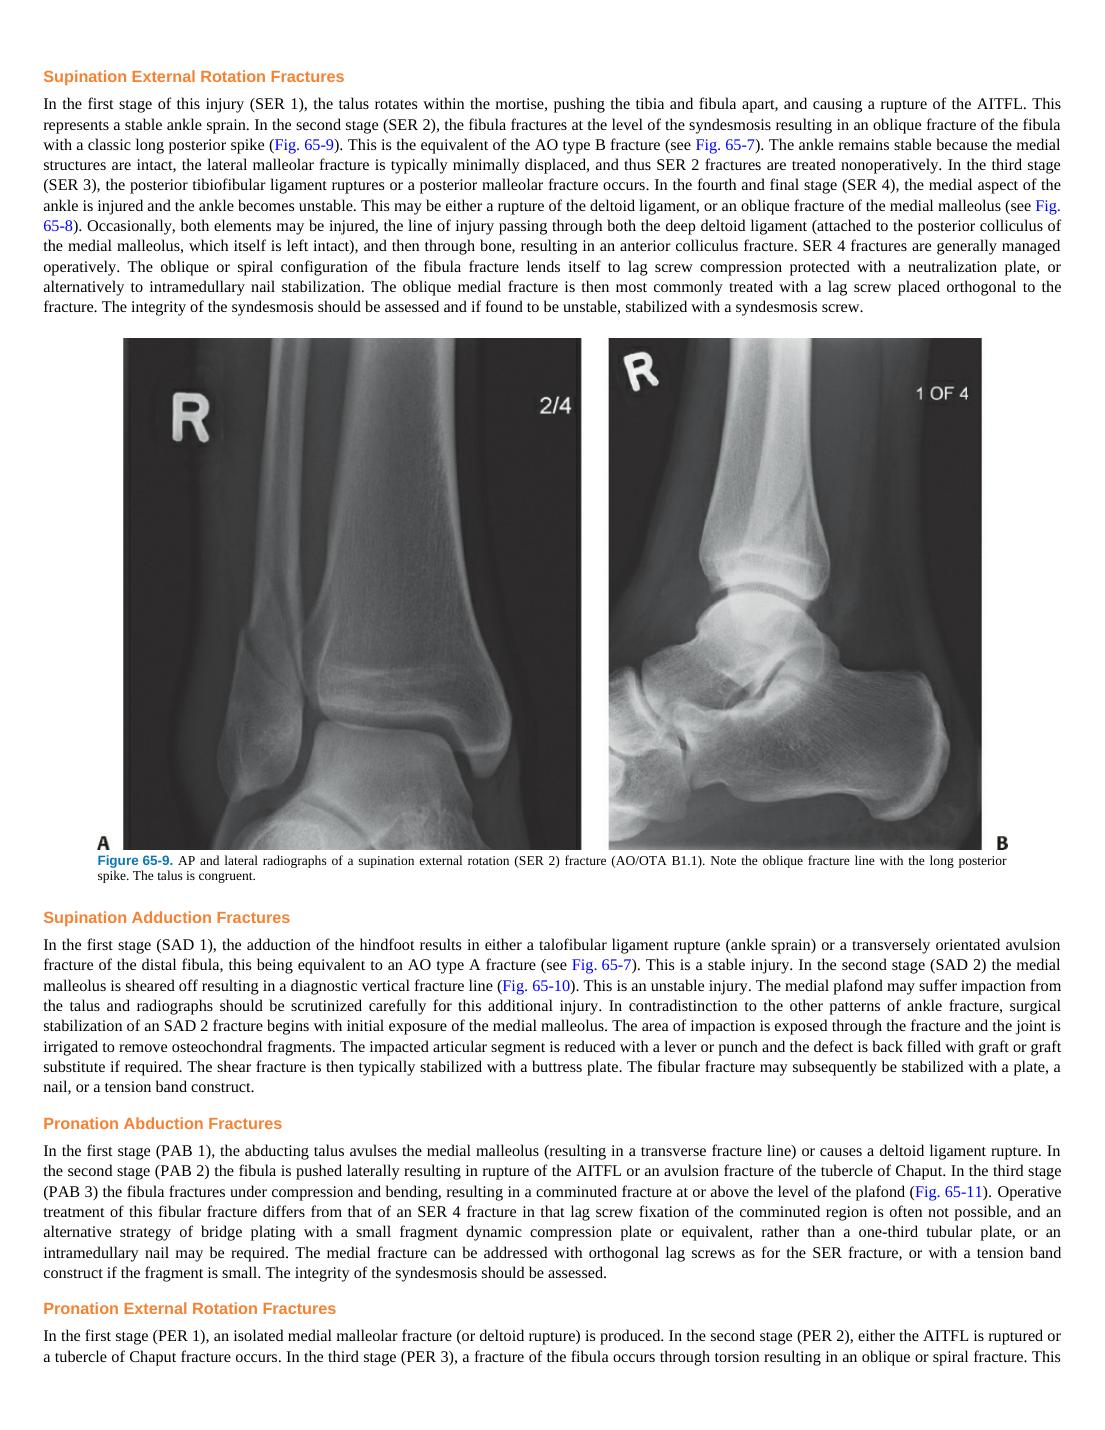 Supination External Rotation Fractures
In the first stage of this injury (SER 1), the talus rotates within the mortise, pushing the tibia and fibula apart, and causing a rupture of the AITFL. This
represents a stable ankle sprain. In the second stage (SER 2), the fibula fractures at the level of the syndesmosis resulting in an oblique fracture of the fibula
with a classic long posterior spike (Fig. 65-9). This is the equivalent of the AO type B fracture (see Fig. 65-7). The ankle remains stable because the medial
structures are intact, the lateral malleolar fracture is typically minimally displaced, and thus SER 2 fractures are treated nonoperatively. In the third stage
(SER 3), the posterior tibiofibular ligament ruptures or a posterior malleolar fracture occurs. In the fourth and final stage (SER 4), the medial aspect of the
ankle is injured and the ankle becomes unstable. This may be either a rupture of the deltoid ligament, or an oblique fracture of the medial malleolus (see Fig.
65-8). Occasionally, both elements may be injured, the line of injury passing through both the deep deltoid ligament (attached to the posterior colliculus of
the medial malleolus, which itself is left intact), and then through bone, resulting in an anterior colliculus fracture. SER 4 fractures are generally managed
operatively. The oblique or spiral configuration of the fibula fracture lends itself to lag screw compression protected with a neutralization plate, or
alternatively to intramedullary nail stabilization. The oblique medial fracture is then most commonly treated with a lag screw placed orthogonal to the
fracture. The integrity of the syndesmosis should be assessed and if found to be unstable, stabilized with a syndesmosis screw.
R
2/4
R
1 OF 4
A
B
Figure 65-9. AP and lateral radiographs of a supination external rotation (SER 2) fracture (AO/OTA B1.1). Note the oblique fracture line with the long posterior
spike. The talus is congruent.
Supination Adduction Fractures
In the first stage (SAD 1), the adduction of the hindfoot results in either a talofibular ligament rupture (ankle sprain) or a transversely orientated avulsion
fracture of the distal fibula, this being equivalent to an AO type A fracture (see Fig. 65-7). This is a stable injury. In the second stage (SAD 2) the medial
malleolus is sheared off resulting in a diagnostic vertical fracture line (Fig. 65-10). This is an unstable injury. The medial plafond may suffer impaction from
the talus and radiographs should be scrutinized carefully for this additional injury. In contradistinction to the other patterns of ankle fracture, surgical
stabilization of an SAD 2 fracture begins with initial exposure of the medial malleolus. The area of impaction is exposed through the fracture and the joint is
irrigated to remove osteochondral fragments. The impacted articular segment is reduced with a lever or punch and the defect is back filled with graft or graft
substitute if required. The shear fracture is then typically stabilized with a buttress plate. The fibular fracture may subsequently be stabilized with a plate, a
nail, or a tension band construct.
Pronation Abduction Fractures
In the first stage (PAB 1), the abducting talus avulses the medial malleolus (resulting in a transverse fracture line) or causes a deltoid ligament rupture. In
the second stage (PAB 2) the fibula is pushed laterally resulting in rupture of the AITFL or an avulsion fracture of the tubercle of Chaput. In the third stage
(PAB 3) the fibula fractures under compression and bending, resulting in a comminuted fracture at or above the level of the plafond (Fig. 65-11). Operative
treatment of this fibular fracture differs from that of an SER 4 fracture in that lag screw fixation of the comminuted region is often not possible, and an
alternative strategy of bridge plating with a small fragment dynamic compression plate or equivalent, rather than a one-third tubular plate, or an
intramedullary nail may be required. The medial fracture can be addressed with orthogonal lag screws as for the SER fracture, or with a tension band
construct if the fragment is small. The integrity of the syndesmosis should be assessed.
Pronation External Rotation Fractures
In the first stage (PER 1), an isolated medial malleolar fracture (or deltoid rupture) is produced. In the second stage (PER 2), either the AITFL is ruptured or
a tubercle of Chaput fracture occurs. In the third stage (PER 3), a fracture of the fibula occurs through torsion resulting in an oblique or spiral fracture. This